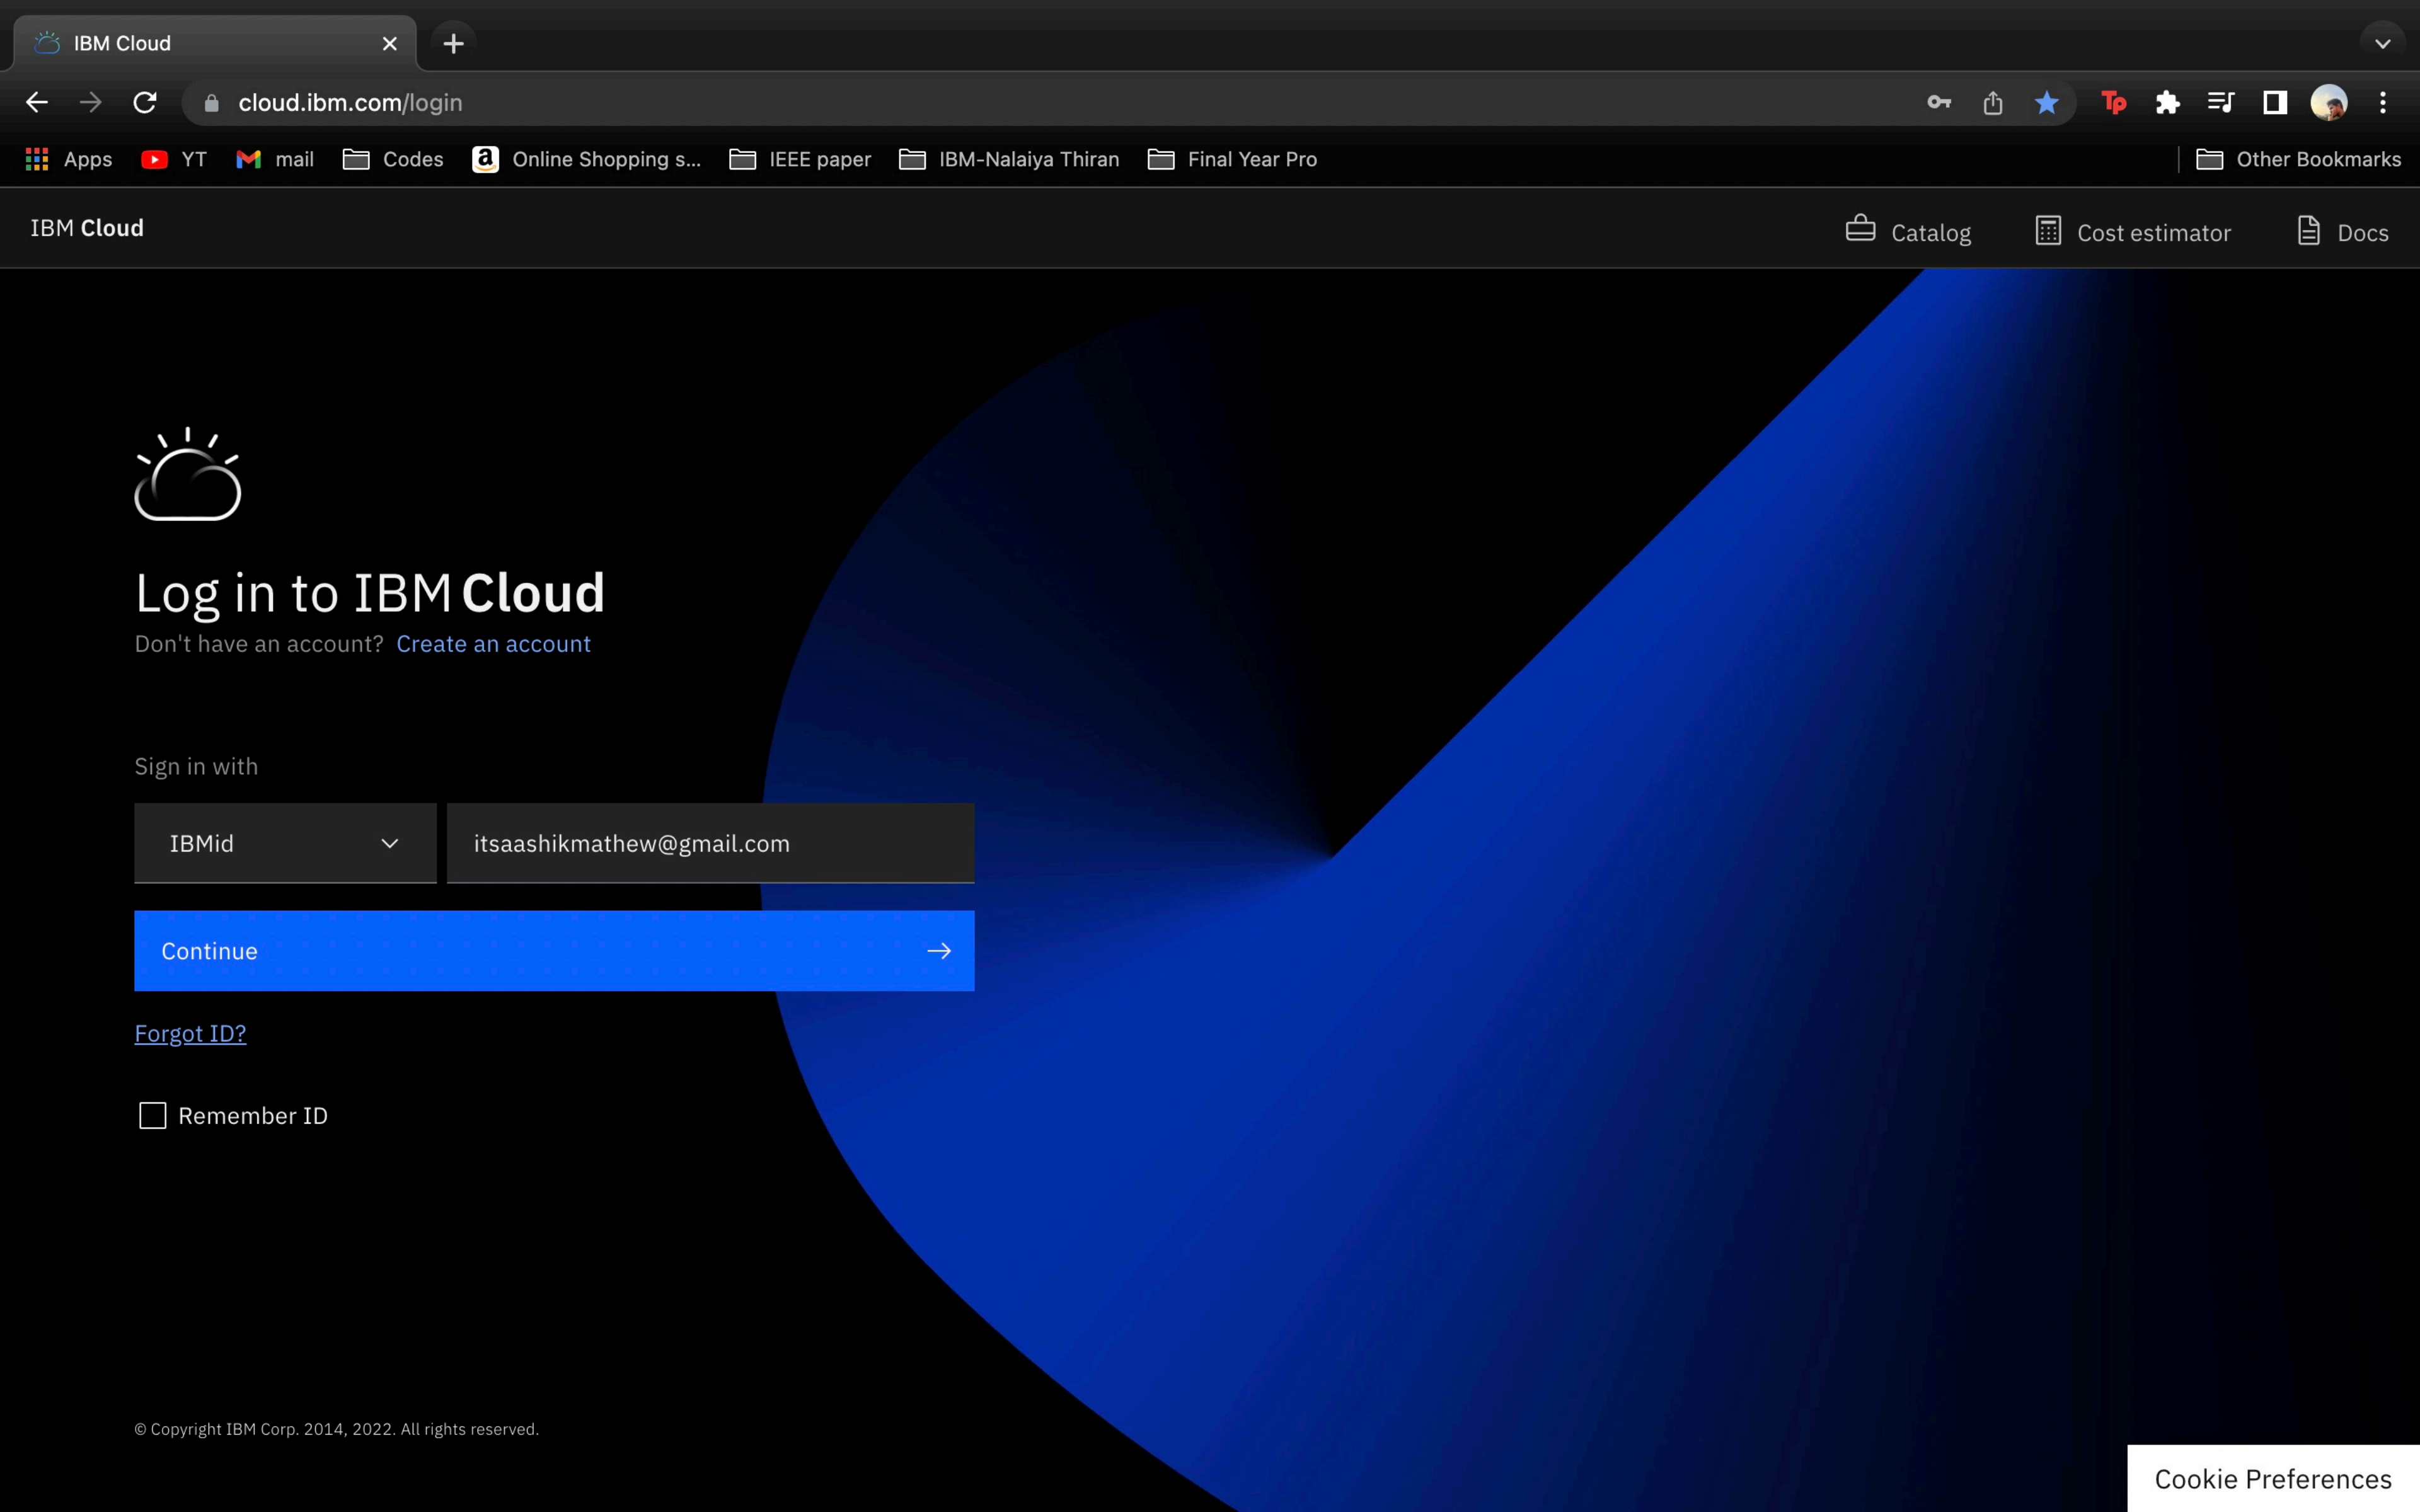 IBM Cloud
cloud.ibm.com/login
Apps YT mail Codes Online Shopping s... IEEE paper IBM-Nalaiya Thiran Final Year Pro Other Bookmarks
IBM Cloud Catalog Cost estimator Docs
Log in to IBM Cloud
Don't have an account? Create an account
Sign in with
IBMid itsaashikmathew@gmail.com
Continue
Forgot ID?
Remember ID
© Copyright IBM Corp. 2014, 2022. All rights reserved.
Cookie Preferences